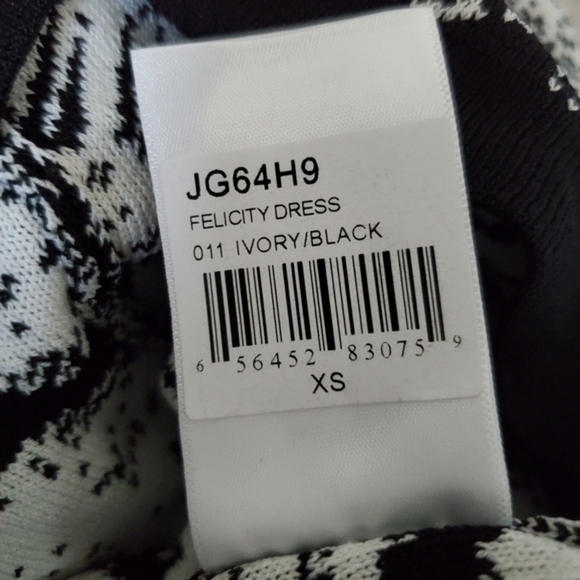 JG64H9
FELICITY DRESS
011 IVORY/BLACK
6 56452 83075 9
XS